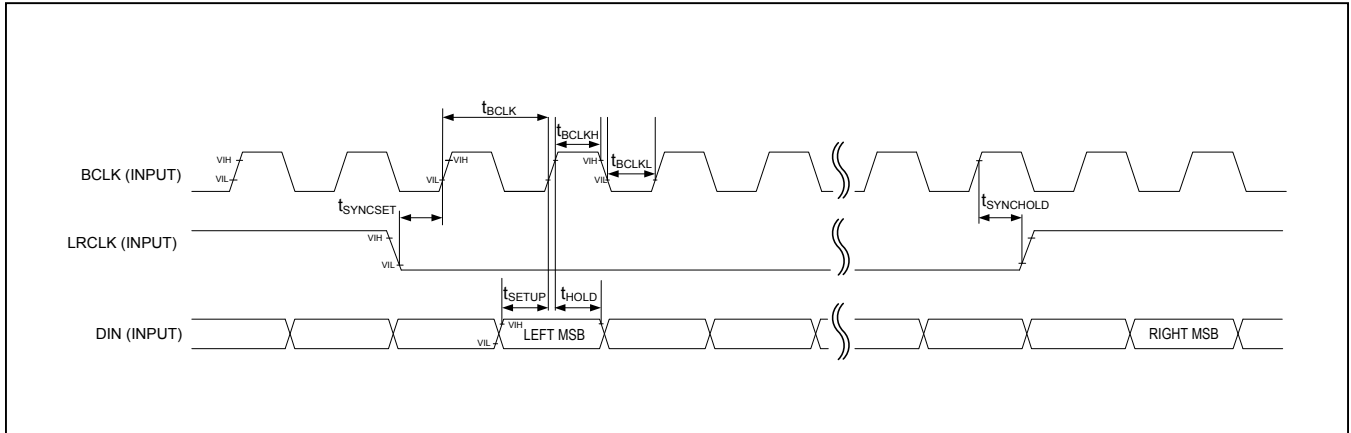 tBCLK
tBCLKH
VIH
VIH
VIH
BCLK (INPUT)
VIL
VIL
VIL
tBCLKL
tSYNCSET
tSYNCHOLD
LRCLK (INPUT)
VIH
VIL
tSETUP
tHOLD
DIN (INPUT)
VIH
LEFT MSB
RIGHT MSB
VIL